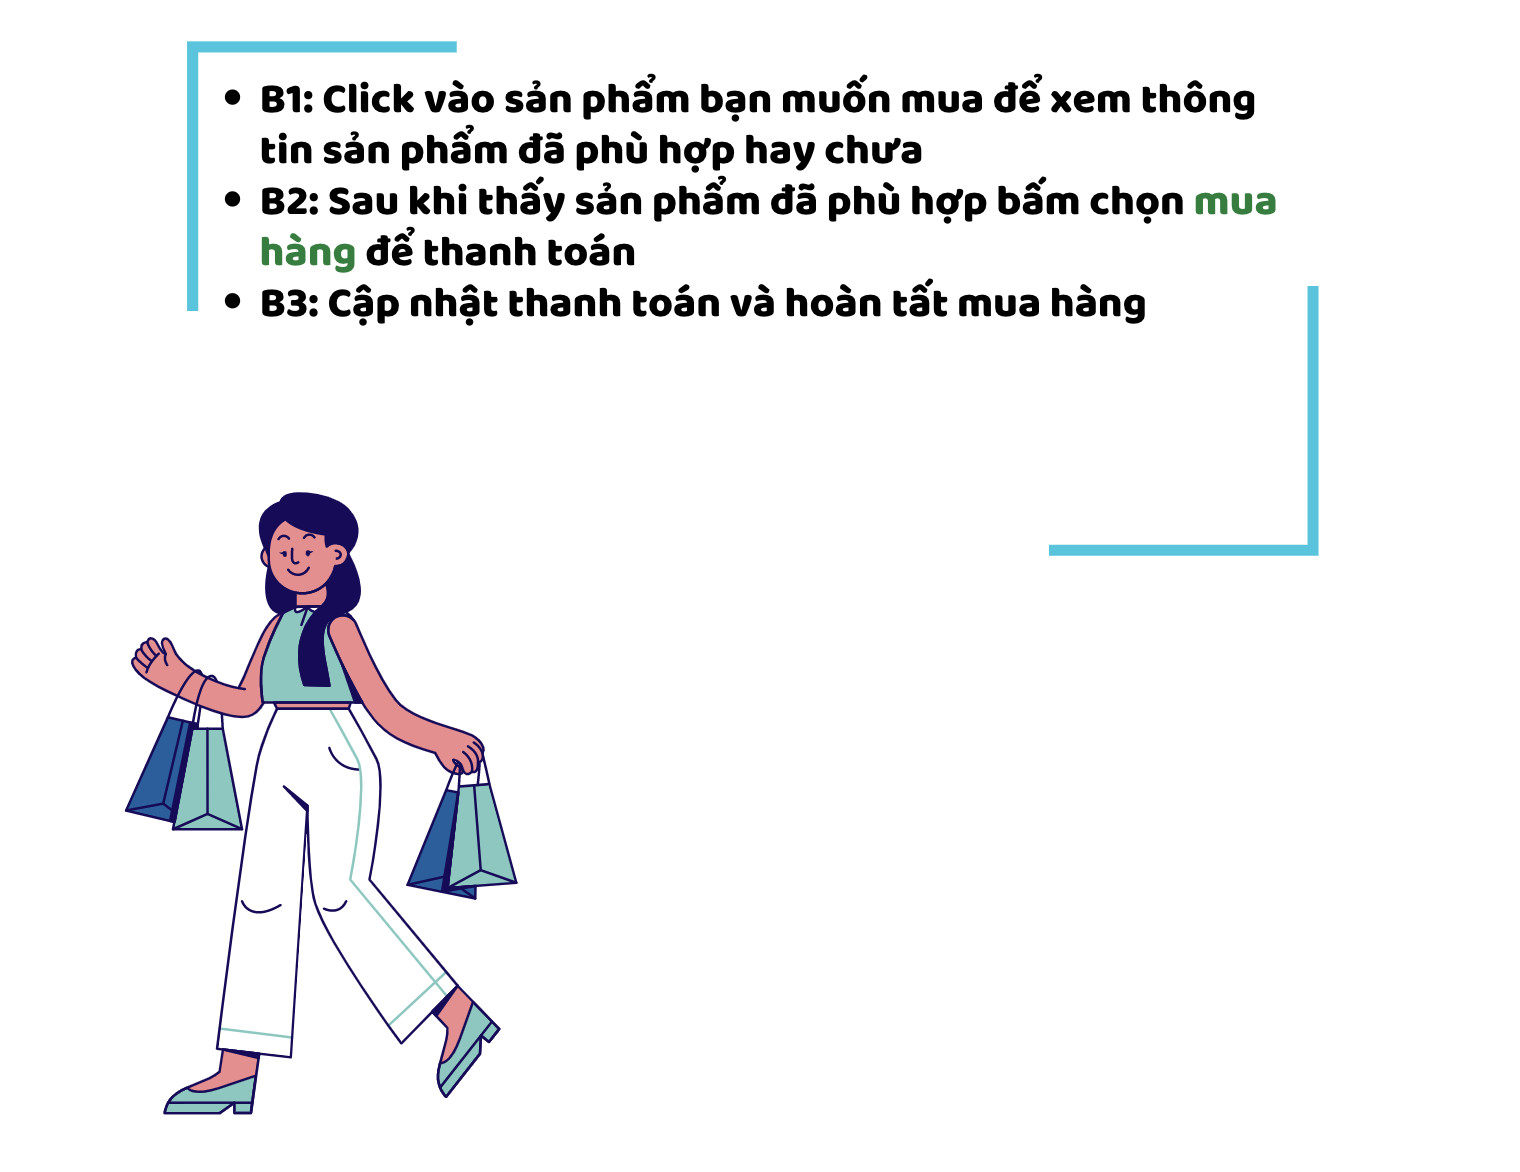 • B1: Click vào sản phẩm bạn muốn mua để xem thông
tin sản phẩm đã phù hợp hay chưa
• B2: Sau khi thấy sản phẩm đã phù hợp bấm chọn mua
hàng để thanh toán
• B3: Cập nhật thanh toán và hoàn tất mua hàng